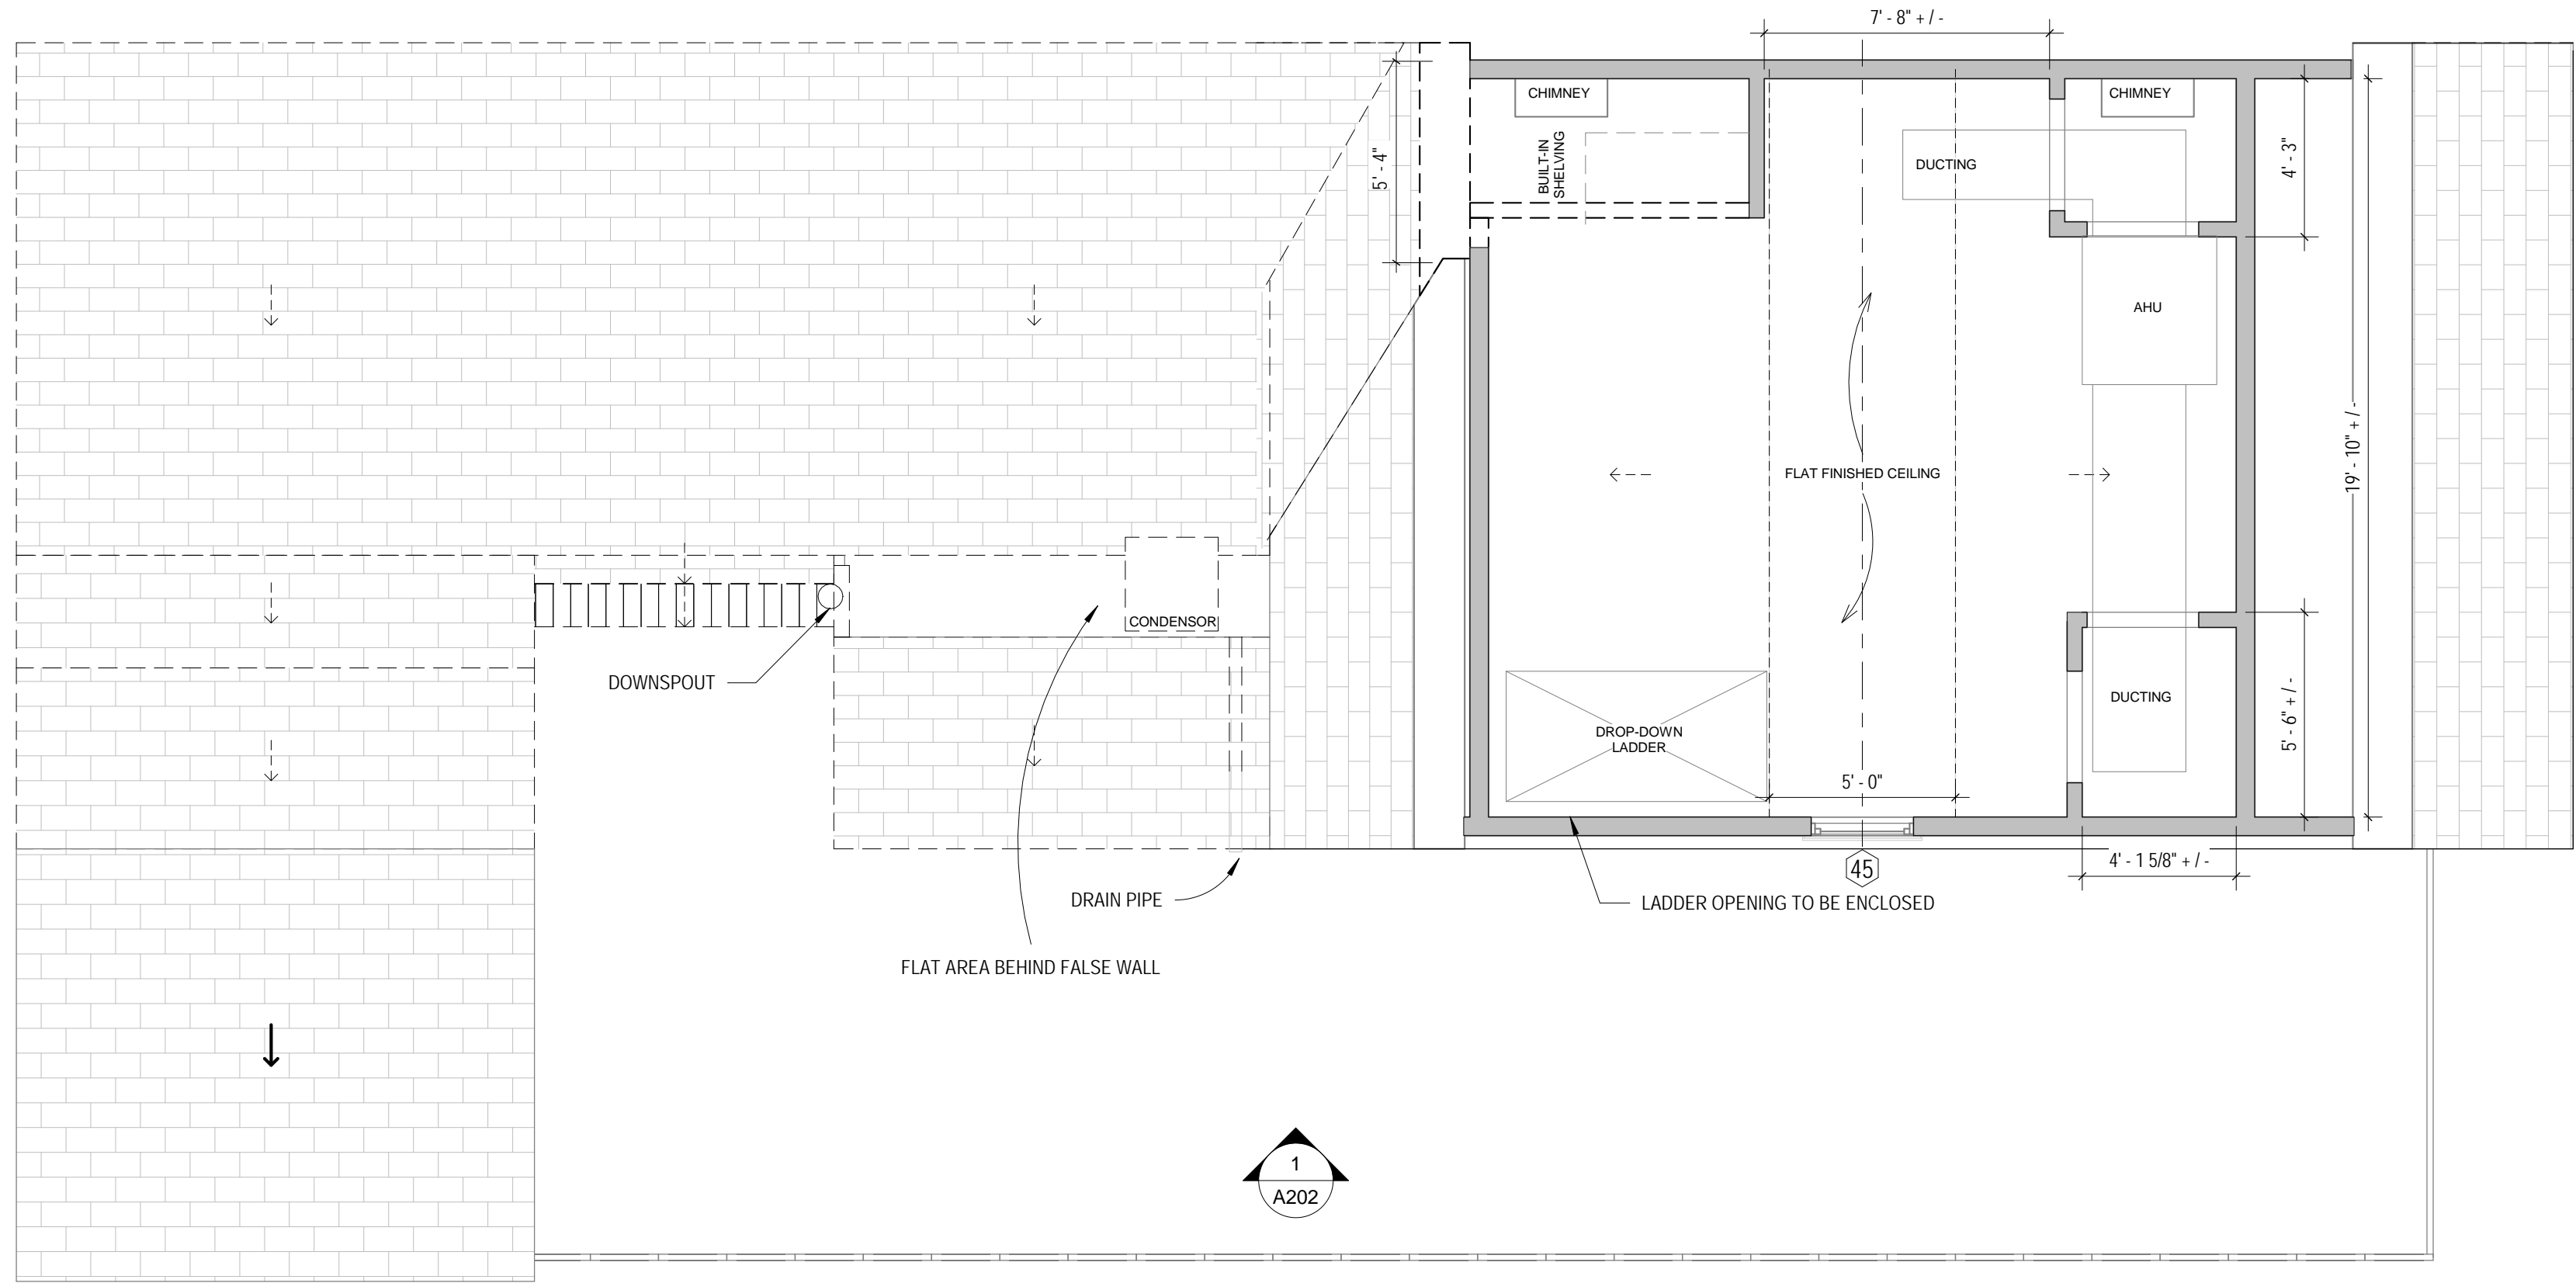 7' - 8" + / -
CHIMNEY
CHIMNEY
BUILT-IN
SHELVING
5' - 4"
DUCTING
4' - 3"
AHU
19' - 10" + / -
FLAT FINISHED CEILING
CONDENSOR
DOWNSPOUT
DUCTING
5' - 6" + / -
DROP-DOWN
LADDER
5' - 0"
45
4' - 1 5/8" + / -
DRAIN PIPE
LADDER OPENING TO BE ENCLOSED
FLAT AREA BEHIND FALSE WALL
1
A202